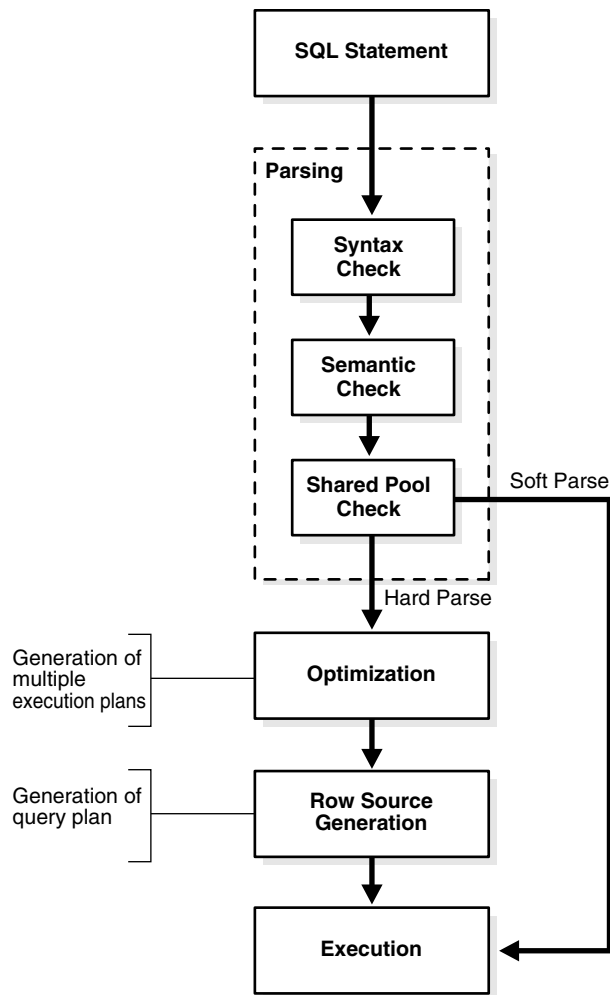 SQL Statement
Parsing
Syntax
Check
Semantic
Check
Shared Pool
Check
Soft Parse
Hard Parse
Generation of
multiple
execution plans
Optimization
Generation of
query plan
Row Source
Generation
Execution